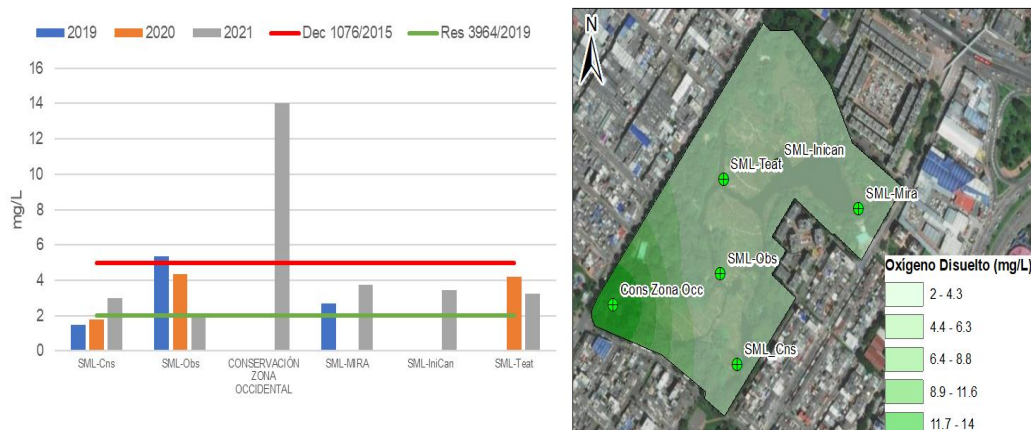 2019 2020 2021 Dec 1076/2015 Res 3964/2019
16
14
12
10
8
6
4
2
0
mg/L
SML-Cns SML-Obs CONSERVACIÓN ZONA OCCIDENTAL SML-MIRA SML-IniCan SML-Teat
N
SML-Inican
SML-Teat
SML-Mira
SML-Obs
Cons Zona Occ
SML_Cns
Oxígeno Disuelto (mg/L)
2 - 4.3
4.4 - 6.3
6.4 - 8.8
8.9 - 11.6
11.7 - 14